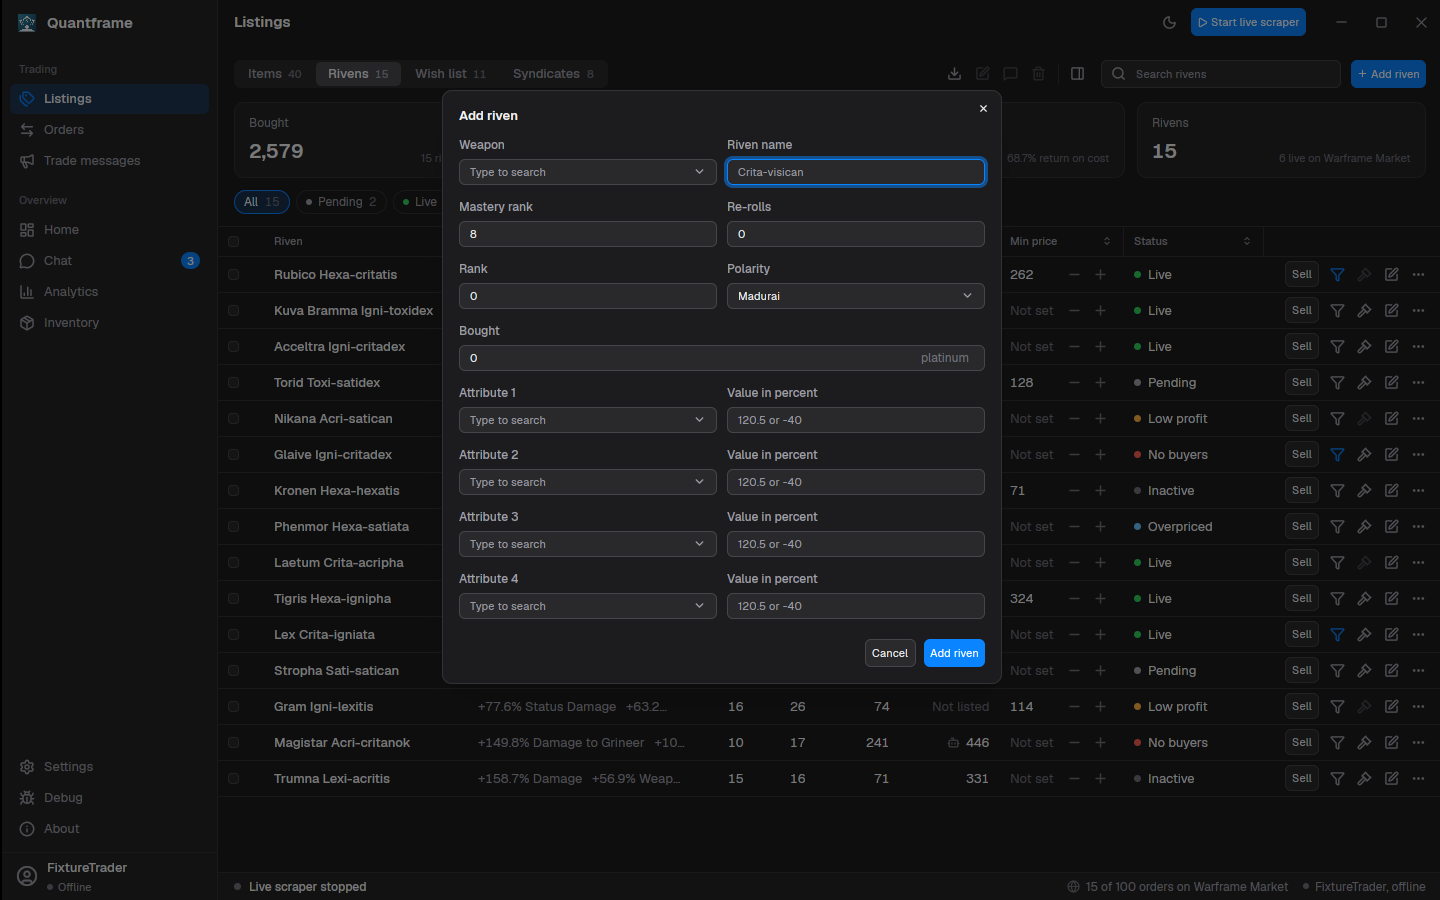 Quantframe
Listings
Start live scraper
Trading
Listings
Orders
Trade messages
Overview
Home
Chat 3
Analytics
Inventory
Items 40 Rivens 15 Wish list 11 Syndicates 8
Search rivens
+ Add riven
Bought
2,579
15 ri
68.7% return on cost
Rivens
15
6 live on Warframe Market
All 15 Pending 2 Live
Add riven
Weapon
Type to search
Riven name
Crita-visican
Mastery rank
8
Re-rolls
0
Rank
0
Polarity
Madurai
Bought
0 platinum
Attribute 1
Type to search
Value in percent
120.5 or -40
Attribute 2
Type to search
Value in percent
120.5 or -40
Attribute 3
Type to search
Value in percent
120.5 or -40
Attribute 4
Type to search
Value in percent
120.5 or -40
Cancel Add riven
Riven Min price Status
Rubico Hexa-critatis 262 Live Sell
Kuva Bramma Igni-toxidex Not set Live Sell
Acceltra Igni-critadex Not set Live Sell
Torid Toxi-satidex 128 Pending Sell
Nikana Acri-satican Not set Low profit Sell
Glaive Igni-critadex Not set No buyers Sell
Kronen Hexa-hexatis 71 Inactive Sell
Phenmor Hexa-satiata Not set Overpriced Sell
Laetum Crita-acripha Not set Live Sell
Tigris Hexa-ignipha 324 Live Sell
Lex Crita-igniata Not set Live Sell
Stropha Sati-satican Not set Pending Sell
Gram Igni-lexitis +77.6% Status Damage +63.2... 16 26 74 Not listed 114 Low profit Sell
Magistar Acri-critanok +149.8% Damage to Grineer +10... 10 17 241 446 Not set No buyers Sell
Trumna Lexi-acritis +158.7% Damage +56.9% Weap... 15 16 71 331 Not set Inactive Sell
Settings
Debug
About
FixtureTrader
Offline
Live scraper stopped
15 of 100 orders on Warframe Market
FixtureTrader, offline